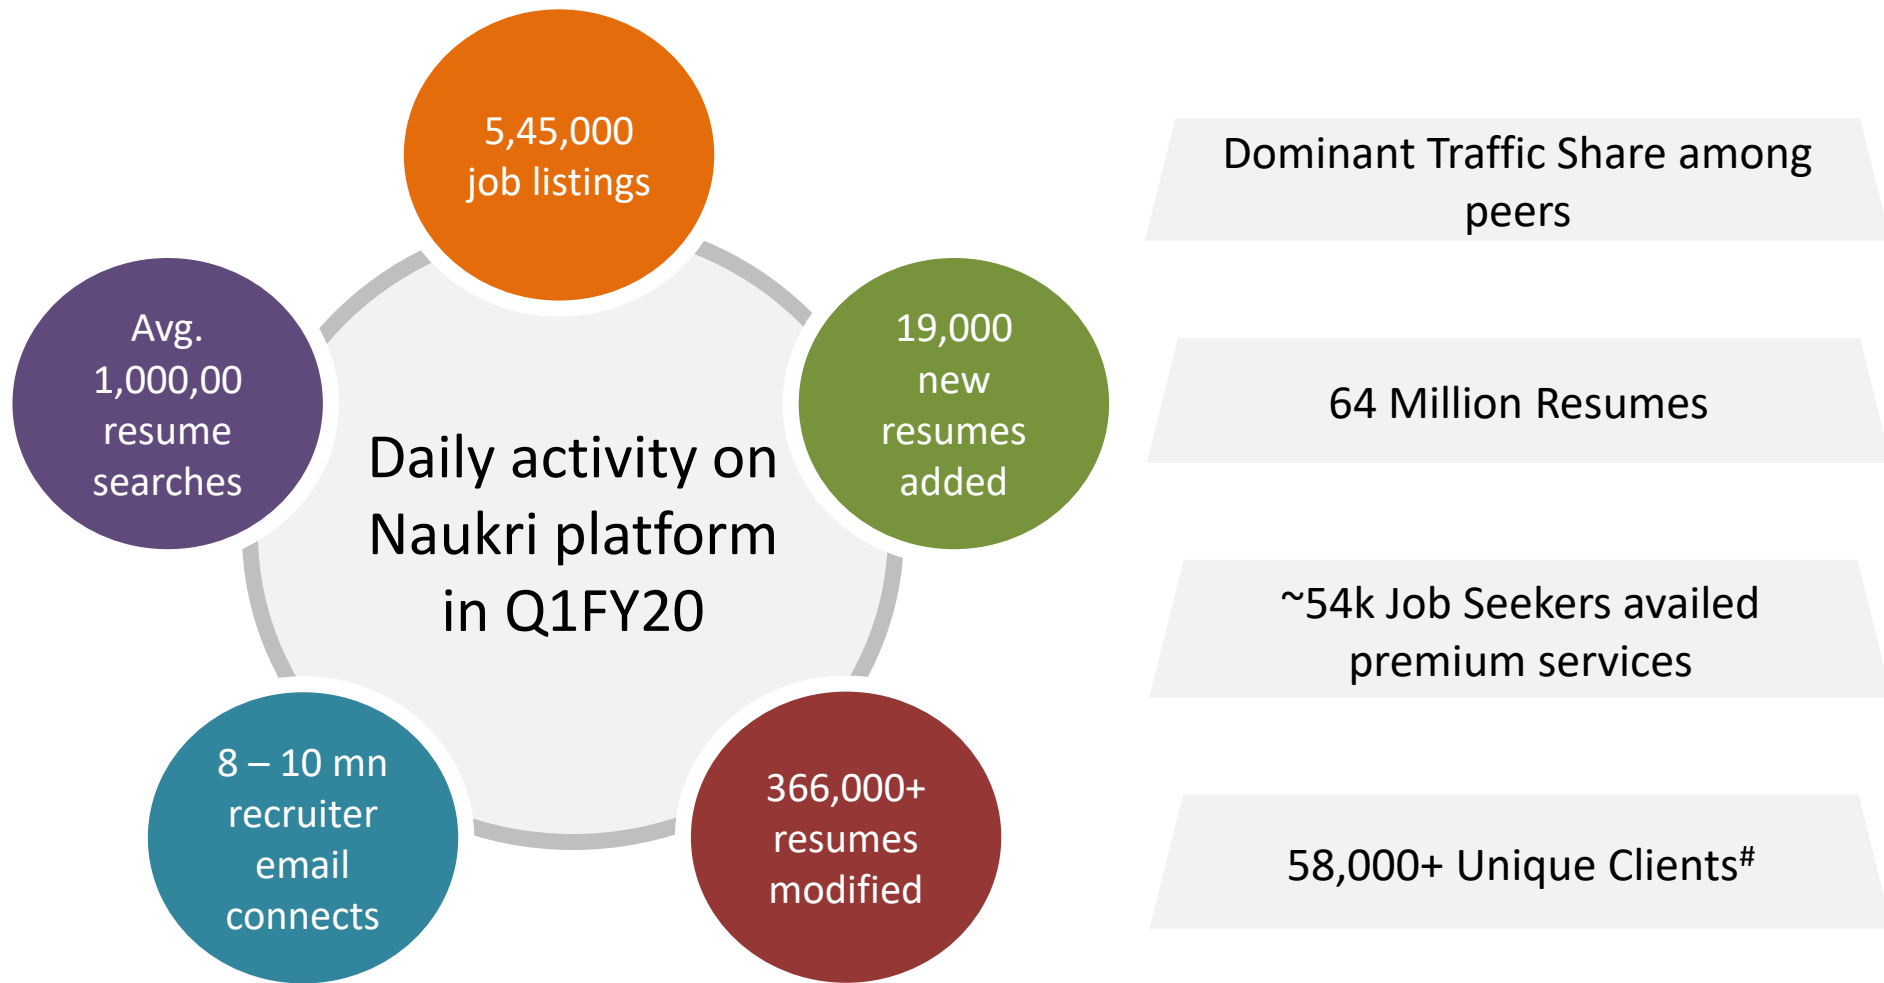 5,45,000
job listings
Avg.
1,000,00
resume
searches
19,000
new
resumes
added
Daily activity on
Naukri platform
in Q1FY20
8 – 10 mn
recruiter
email
connects
366,000+
resumes
modified
Dominant Traffic Share among
peers
64 Million Resumes
~54k Job Seekers availed
premium services
58,000+ Unique Clients#